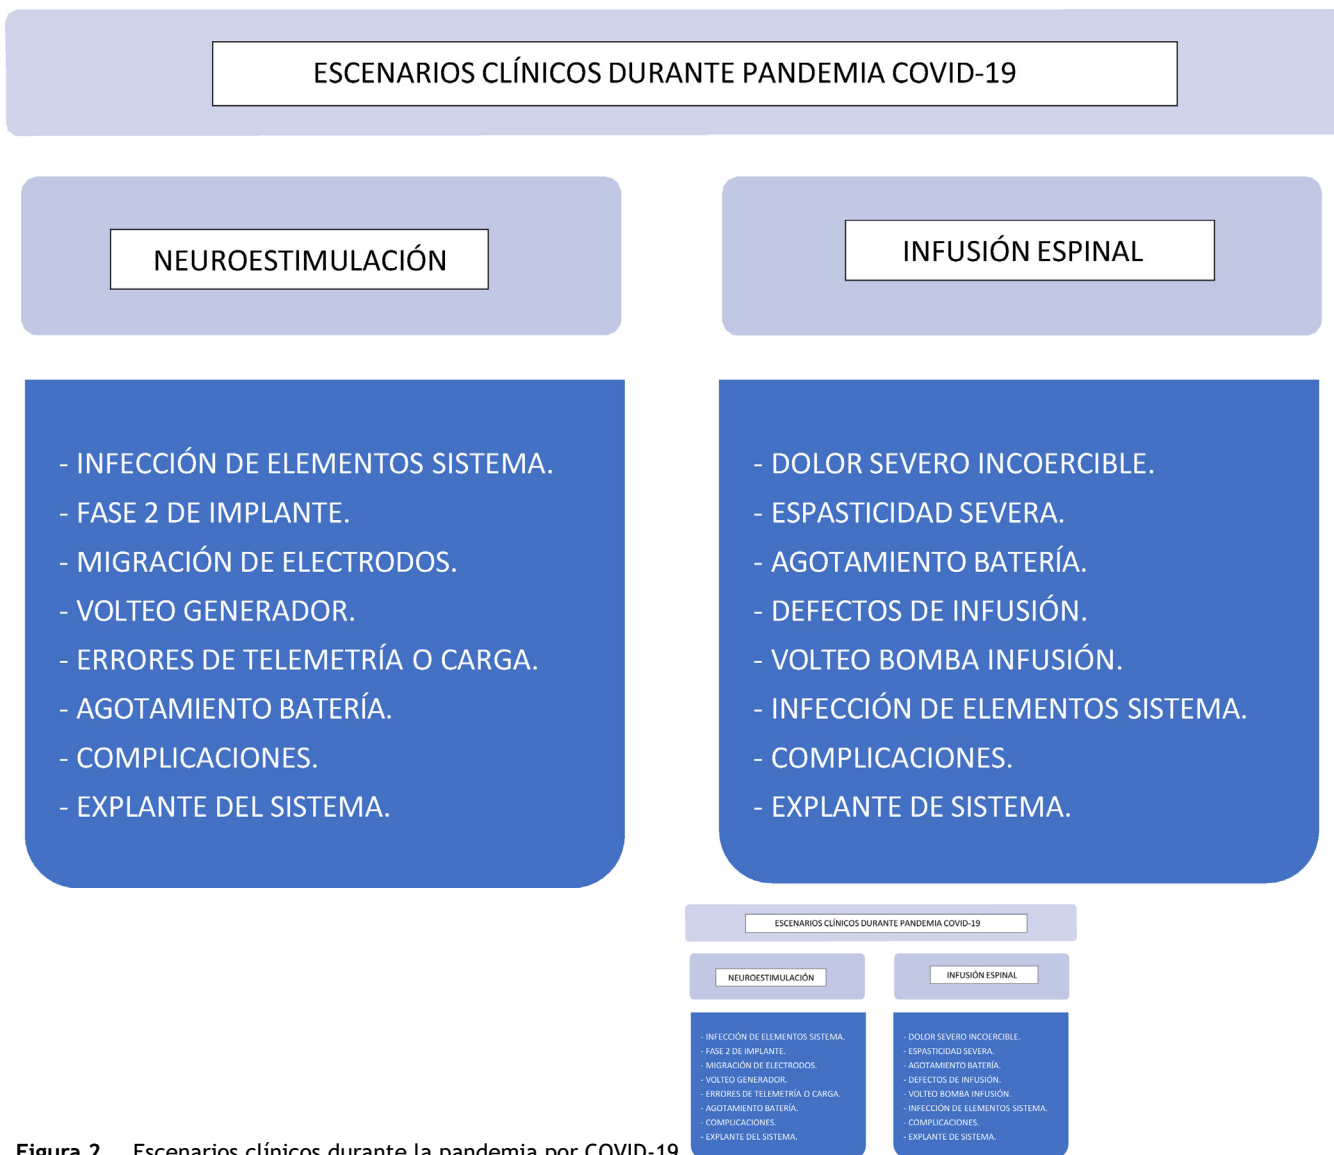 ESCENARIOS CLÍNICOS DURANTE PANDEMIA COVID-19
NEUROESTIMULACIÓN
- INFECCIÓN DE ELEMENTOS SISTEMA.
- FASE 2 DE IMPLANTE.
- MIGRACIÓN DE ELECTRODOS.
- VOLTEO GENERADOR.
- ERRORES DE TELEMETRÍA O CARGA.
- AGOTAMIENTO BATERÍA.
- COMPLICACIONES.
- EXPLANTE DEL SISTEMA.
INFUSIÓN ESPINAL
- DOLOR SEVERO INCOERCIBLE.
- ESPASTICIDAD SEVERA.
- AGOTAMIENTO BATERÍA.
- DEFECTOS DE INFUSIÓN.
- VOLTEO BOMBA INFUSIÓN.
- INFECCIÓN DE ELEMENTOS SISTEMA.
- COMPLICACIONES.
- EXPLANTE DE SISTEMA.
ESCENARIOS CLÍNICOS DURANTE PANDEMIA COVID-19
NEUROESTIMULACIÓN
- INFECCIÓN DE ELEMENTOS SISTEMA.
- FASE 2 DE IMPLANTE.
- MIGRACIÓN DE ELECTRODOS.
- VOLTEO GENERADOR.
- ERRORES DE TELEMETRÍA O CARGA.
- AGOTAMIENTO BATERÍA.
- COMPLICACIONES.
- EXPLANTE DEL SISTEMA.
INFUSIÓN ESPINAL
- DOLOR SEVERO INCOERCIBLE.
- ESPASTICIDAD SEVERA.
- AGOTAMIENTO BATERÍA.
- DEFECTOS DE INFUSIÓN.
- VOLTEO BOMBA INFUSIÓN.
- INFECCIÓN DE ELEMENTOS SISTEMA.
- COMPLICACIONES.
- EXPLANTE DE SISTEMA.
Figura 2 Escenarios clínicos durante la pandemia por COVID-19